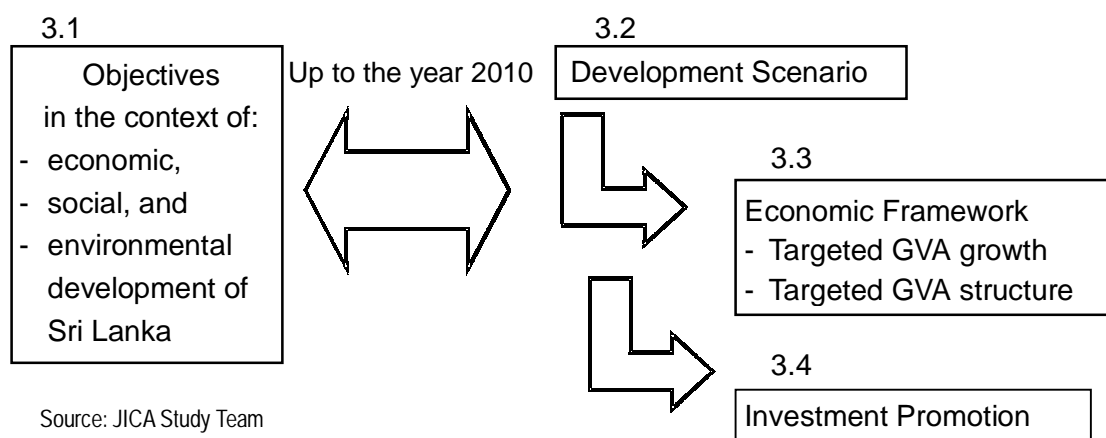 3.1
Objectives
in the context of:
- economic,
- social, and
- environmental
development of
Sri Lanka
Up to the year 2010
3.2
Development Scenario
3.3
Economic Framework
- Targeted GVA growth
- Targeted GVA structure
3.4
Investment Promotion
Source: JICA Study Team